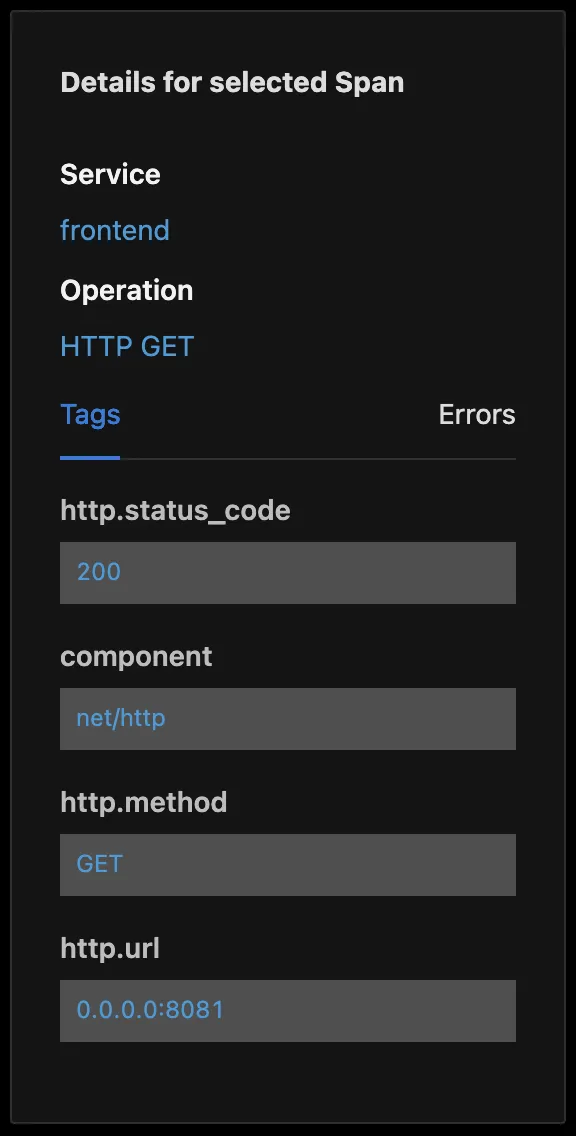 Details for selected Span
Service
frontend
Operation
HTTP GET
Tags Errors
http.status_code
200
component
net/http
http.method
GET
http.url
0.0.0.0:8081